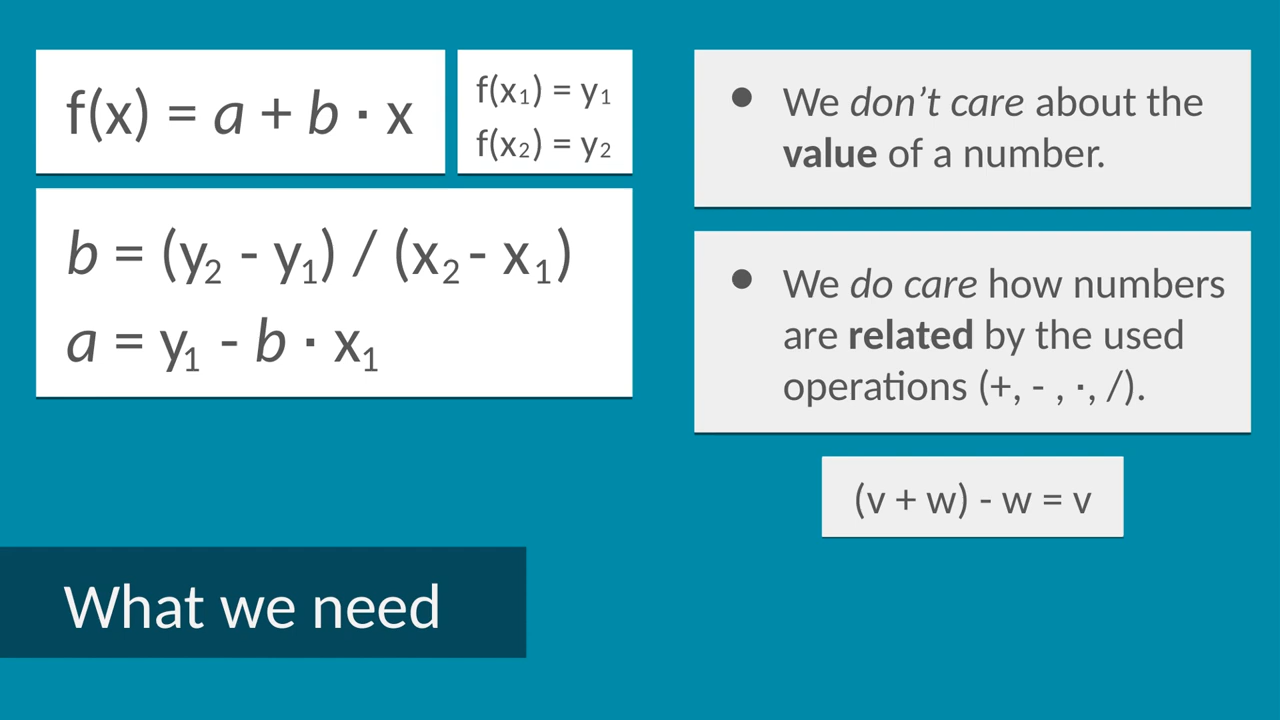 f(x) = a + b · x
f(x₁) = y₁
f(x₂) = y₂
b = (y₂ - y₁) / (x₂ - x₁)
a = y₁ - b · x₁
● We don’t care about the
value of a number.
● We do care how numbers
are related by the used
operations (+, - , ·, /).
(v + w) - w = v
What we need